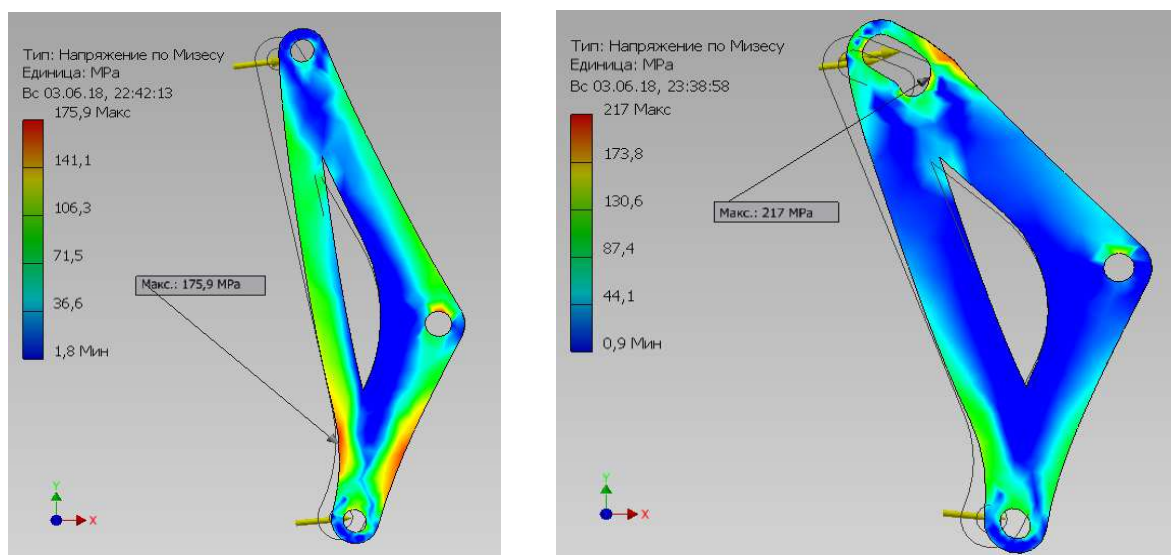 Тип: Напряжение по Мизесу
Единица: MPa
Вс 03.06.18, 22:42:13
175,9 Макс
141,1
106,3
71,5
36,6
1,8 Мин
Макс.: 175,9 MPa
Y
X
Тип: Напряжение по Мизесу
Единица: MPa
Вс 03.06.18, 23:38:58
217 Макс
173,8
130,6
87,4
44,1
0,9 Мин
Макс.: 217 MPa
Y
X